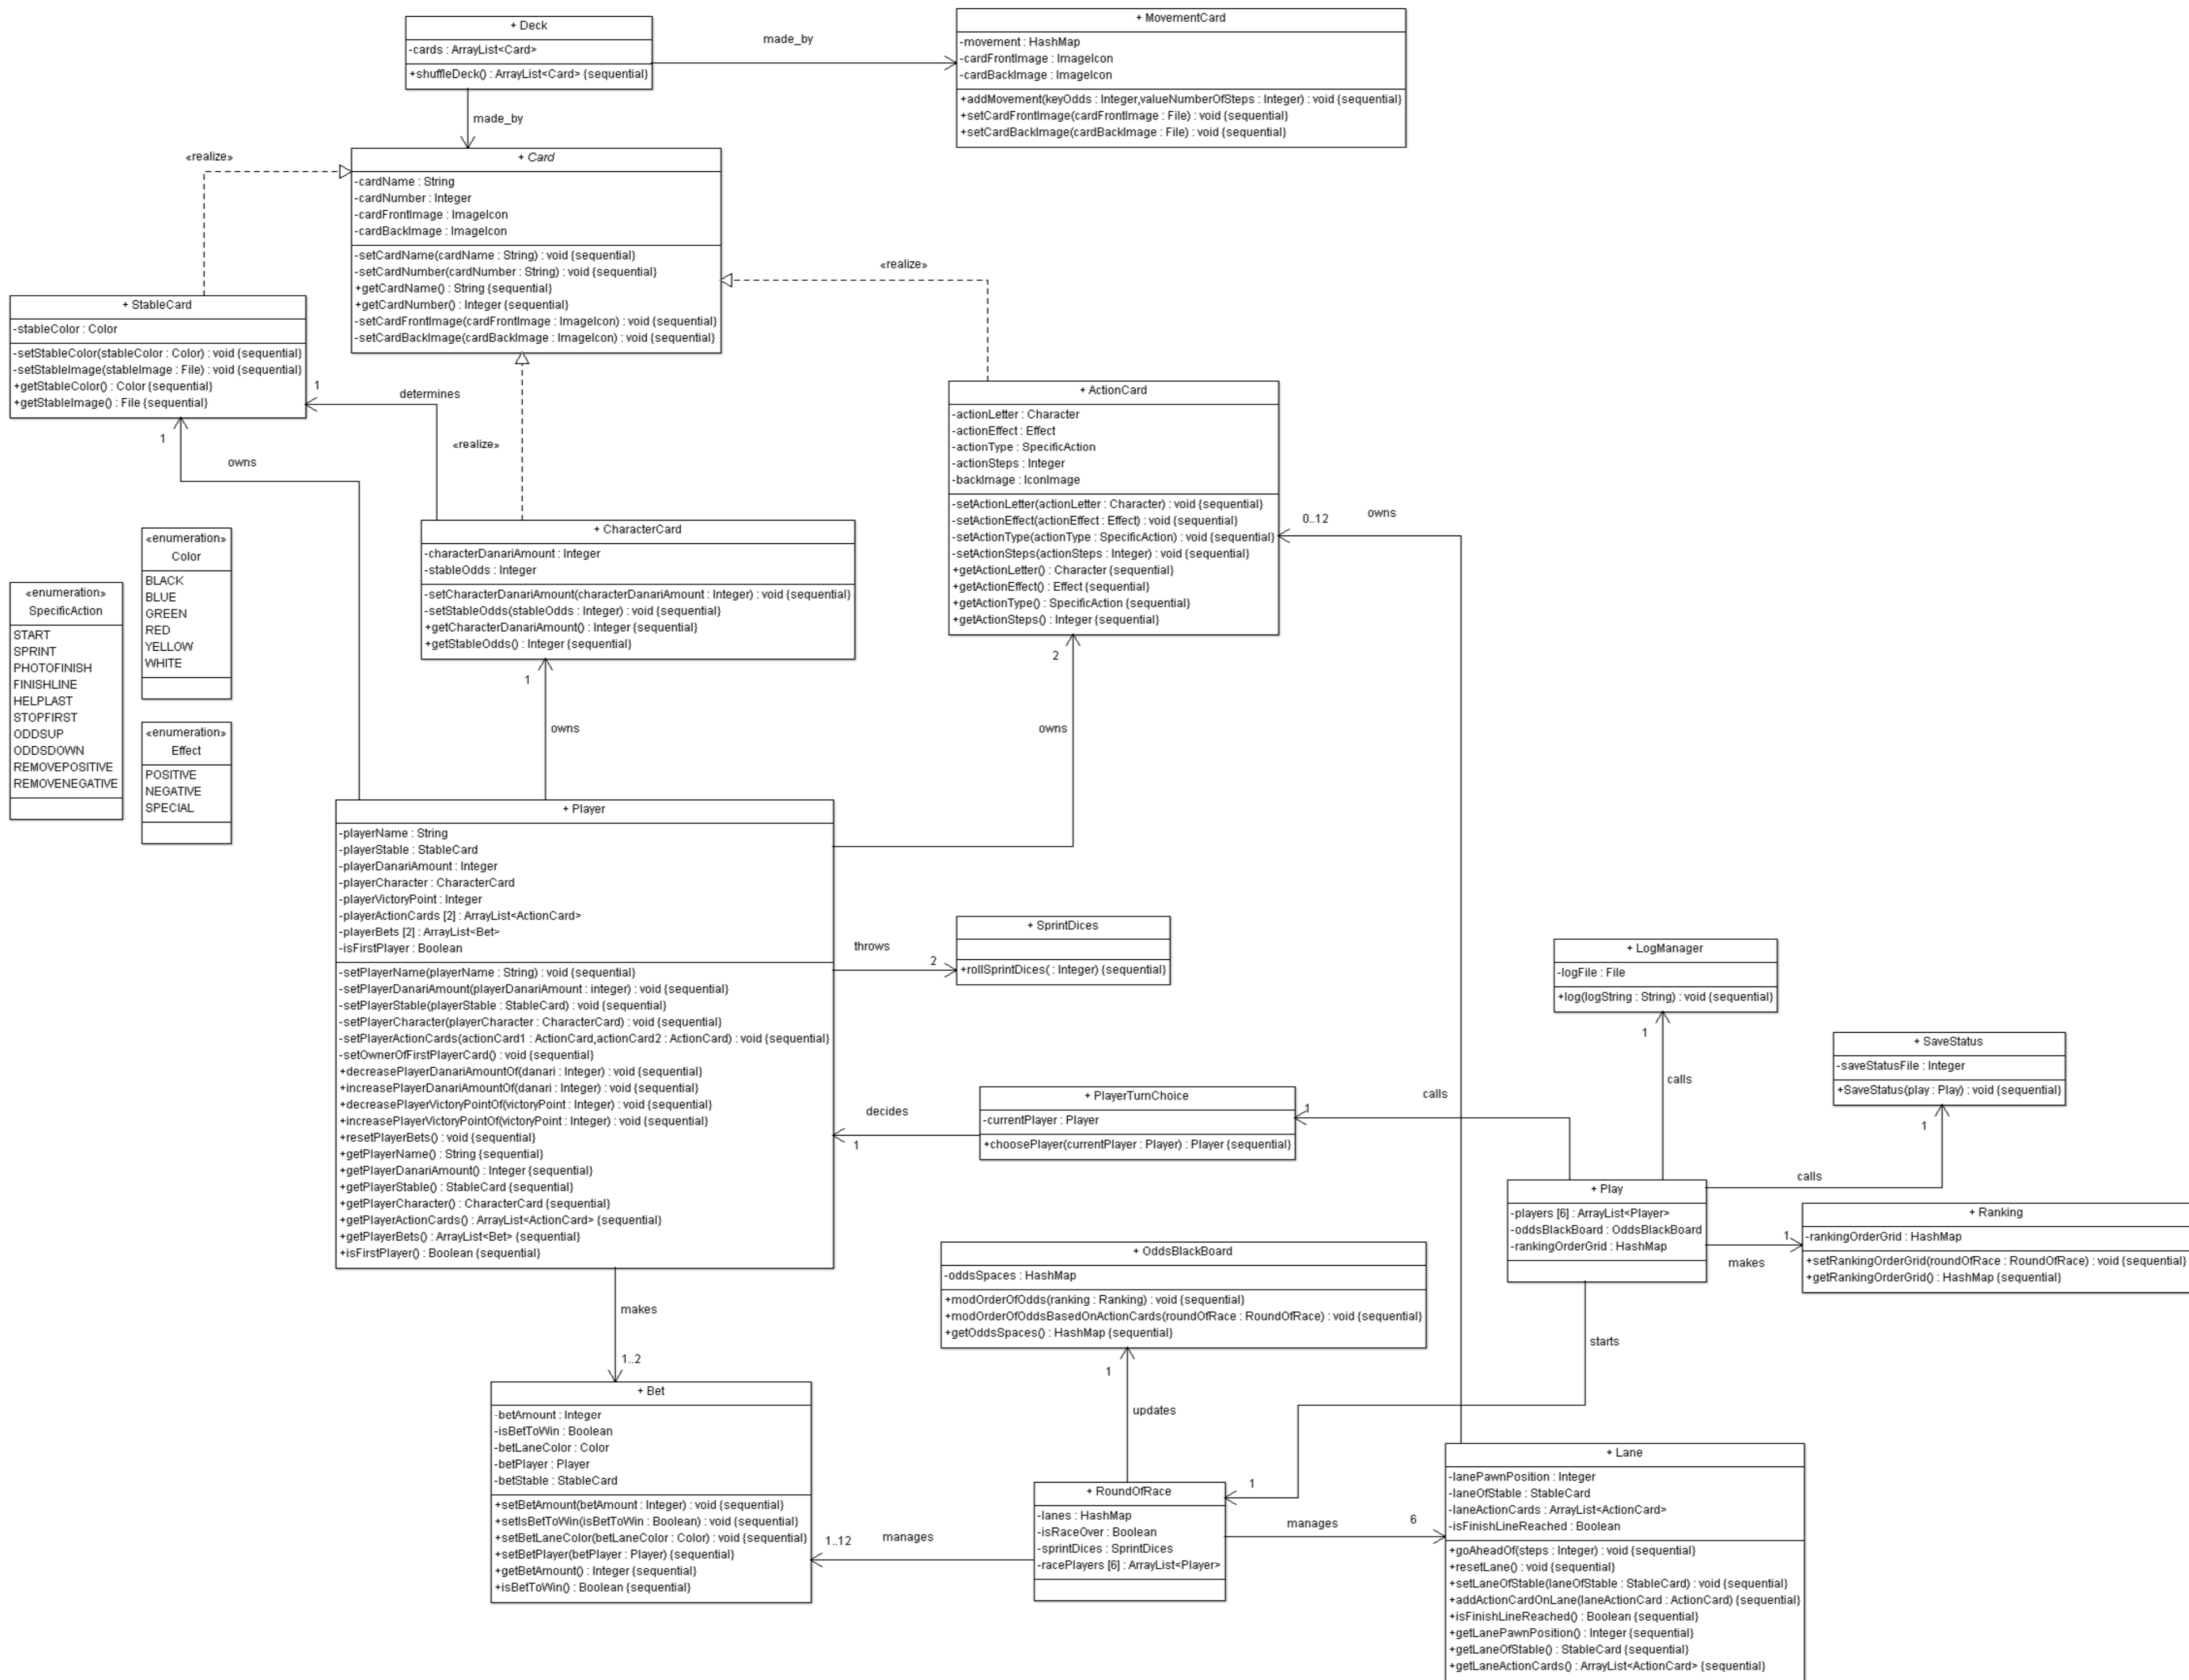 + Deck
-cards : ArrayList<Card>
+shuffleDeck() : ArrayList<Card> {sequential}
made_by
+ MovementCard
-movement : HashMap
-cardFrontImage : ImageIcon
-cardBackImage : ImageIcon
+addMovement(keyOdds : Integer,valueNumberOfSteps : Integer) : void {sequential}
+setCardFrontImage(cardFrontImage : File) : void {sequential}
+setCardBackImage(cardBackImage : File) : void {sequential}
made_by
«realize»
+ Card
-cardName : String
-cardNumber : Integer
-cardFrontImage : ImageIcon
-cardBackImage : ImageIcon
-setCardName(cardName : String) : void {sequential}
-setCardNumber(cardNumber : String) : void {sequential}
+getCardName() : String {sequential}
+getCardNumber() : Integer {sequential}
-setCardFrontImage(cardFrontImage : ImageIcon) : void {sequential}
-setCardBackImage(cardBackImage : ImageIcon) : void {sequential}
«realize»
+ StableCard
-stableColor : Color
-setStableColor(stableColor : Color) : void {sequential}
-setStableImage(stableImage : File) : void {sequential}
+getStableColor() : Color {sequential}
+getStableImage() : File {sequential}
1
determines
1
owns
«realize»
+ ActionCard
-actionLetter : Character
-actionEffect : Effect
-actionType : SpecificAction
-actionSteps : Integer
-backImage : IconImage
-setActionLetter(actionLetter : Character) : void {sequential}
-setActionEffect(actionEffect : Effect) : void {sequential}
-setActionType(actionType : SpecificAction) : void {sequential}
-setActionSteps(actionSteps : Integer) : void {sequential}
+getActionLetter() : Character {sequential}
+getActionEffect() : Effect {sequential}
+getActionType() : SpecificAction {sequential}
+getActionSteps() : Integer {sequential}
0..12
owns
2
owns
+ CharacterCard
-characterDanariAmount : Integer
-stableOdds : Integer
-setCharacterDanariAmount(characterDanariAmount : Integer) : void {sequential}
-setStableOdds(stableOdds : Integer) : void {sequential}
+getCharacterDanariAmount() : Integer {sequential}
+getStableOdds() : Integer {sequential}
1
owns
«enumeration»
Color
BLACK
BLUE
GREEN
RED
YELLOW
WHITE
«enumeration»
SpecificAction
START
SPRINT
PHOTOFINISH
FINISHLINE
HELPLAST
STOPFIRST
ODDSUP
ODDSDOWN
REMOVEPOSITIVE
REMOVENEGATIVE
«enumeration»
Effect
POSITIVE
NEGATIVE
SPECIAL
+ Player
-playerName : String
-playerStable : StableCard
-playerDanariAmount : Integer
-playerCharacter : CharacterCard
-playerVictoryPoint : Integer
-playerActionCards [2] : ArrayList<ActionCard>
-playerBets [2] : ArrayList<Bet>
-isFirstPlayer : Boolean
-setPlayerName(playerName : String) : void {sequential}
-setPlayerDanariAmount(playerDanariAmount : integer) : void {sequential}
-setPlayerStable(playerStable : StableCard) : void {sequential}
-setPlayerCharacter(playerCharacter : CharacterCard) : void {sequential}
-setPlayerActionCards(actionCard1 : ActionCard,actionCard2 : ActionCard) : void {sequential}
-setOwnerOfFirstPlayerCard() : void {sequential}
+decreasePlayerDanariAmountOf(danari : Integer) : void {sequential}
+increasePlayerDanariAmountOf(danari : Integer) : void {sequential}
+decreasePlayerVictoryPointOf(victoryPoint : Integer) : void {sequential}
+increasePlayerVictoryPointOf(victoryPoint : Integer) : void {sequential}
+resetPlayerBets() : void {sequential}
+getPlayerName() : String {sequential}
+getPlayerDanariAmount() : Integer {sequential}
+getPlayerStable() : StableCard {sequential}
+getPlayerCharacter() : CharacterCard {sequential}
+getPlayerActionCards() : ArrayList<ActionCard> {sequential}
+getPlayerBets() : ArrayList<Bet> {sequential}
+isFirstPlayer() : Boolean {sequential}
throws
2
+ SprintDices
+rollSprintDices( : Integer) {sequential}
decides
1
+ PlayerTurnChoice
-currentPlayer : Player
+choosePlayer(currentPlayer : Player) : Player {sequential}
1
calls
+ LogManager
-logFile : File
+log(logString : String) : void {sequential}
1
calls
+ SaveStatus
-saveStatusFile : Integer
+SaveStatus(play : Play) : void {sequential}
1
calls
+ Play
-players [6] : ArrayList<Player>
-oddsBlackBoard : OddsBlackBoard
-rankingOrderGrid : HashMap
1
makes
+ Ranking
-rankingOrderGrid : HashMap
+setRankingOrderGrid(roundOfRace : RoundOfRace) : void {sequential}
+getRankingOrderGrid() : HashMap {sequential}
starts
+ OddsBlackBoard
-oddsSpaces : HashMap
+modOrderOfOdds(ranking : Ranking) : void {sequential}
+modOrderOfOddsBasedOnActionCards(roundOfRace : RoundOfRace) : void {sequential}
+getOddsSpaces() : HashMap {sequential}
1
updates
makes
1..2
+ Bet
-betAmount : Integer
-isBetToWin : Boolean
-betLaneColor : Color
-betPlayer : Player
-betStable : StableCard
+setBetAmount(betAmount : Integer) : void {sequential}
+setIsBetToWin(isBetToWin : Boolean) : void {sequential}
+setBetLaneColor(betLaneColor : Color) : void {sequential}
+setBetPlayer(betPlayer : Player) {sequential}
+getBetAmount() : Integer {sequential}
+isBetToWin() : Boolean {sequential}
1..12
manages
+ RoundOfRace
-lanes : HashMap
-isRaceOver : Boolean
-sprintDices : SprintDices
-racePlayers [6] : ArrayList<Player>
1
manages
6
+ Lane
-lanePawnPosition : Integer
-laneOfStable : StableCard
-laneActionCards : ArrayList<ActionCard>
-isFinishLineReached : Boolean
+goAheadOf(steps : Integer) : void {sequential}
+resetLane() : void {sequential}
+setLaneOfStable(laneOfStable : StableCard) : void {sequential}
+addActionCardOnLane(laneActionCard : ActionCard) {sequential}
+isFinishLineReached() : Boolean {sequential}
+getLanePawnPosition() : Integer {sequential}
+getLaneOfStable() : StableCard {sequential}
+getLaneActionCards() : ArrayList<ActionCard> {sequential}